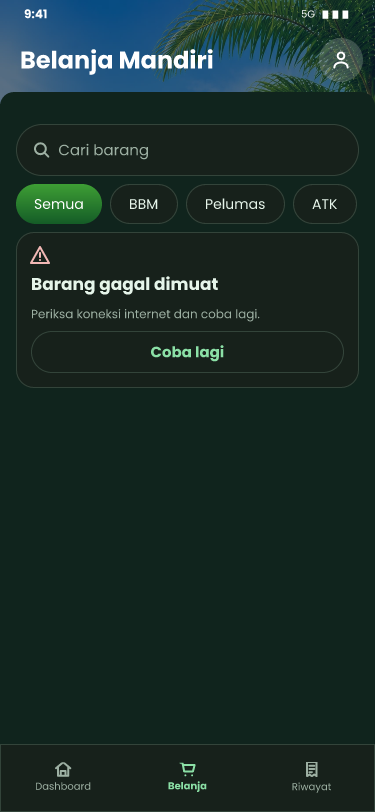 9:41 5G
Belanja Mandiri
Cari barang
Semua BBM Pelumas ATK
Barang gagal dimuat
Periksa koneksi internet dan coba lagi.
Coba lagi
Dashboard Belanja Riwayat